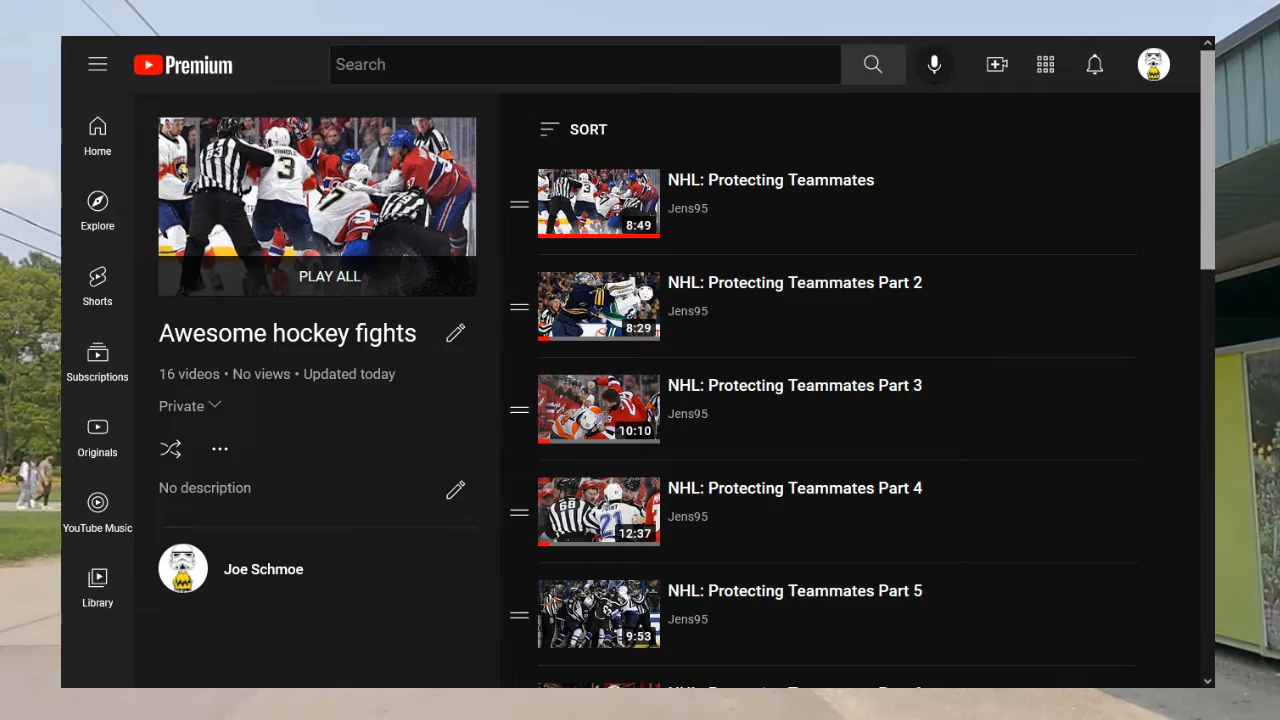 Premium
Search
Home
Explore
Shorts
Subscriptions
Originals
YouTube Music
Library
PLAY ALL
Awesome hockey fights
16 videos • No views • Updated today
Private
No description
Joe Schmoe
SORT
NHL: Protecting Teammates
Jens95
8:49
NHL: Protecting Teammates Part 2
Jens95
8:29
NHL: Protecting Teammates Part 3
Jens95
10:10
NHL: Protecting Teammates Part 4
Jens95
12:37
NHL: Protecting Teammates Part 5
Jens95
9:53